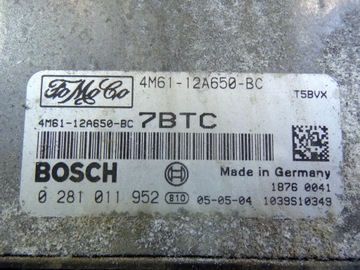 FoMoCo 4M61-12A650-BC
T5BVX
4M61-12A650-BC 7BTC
BOSCH Made in Germany
1876 0041
0 281 011 952 B10 05-05-04 1039S10349